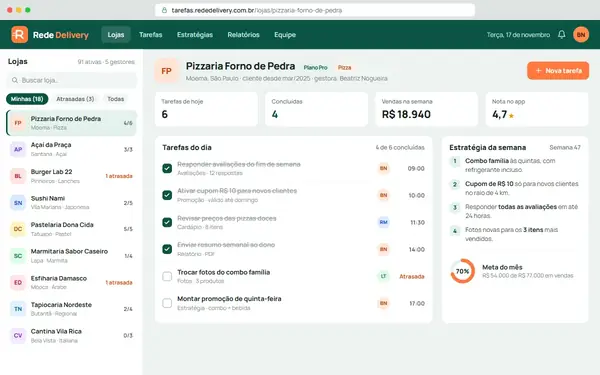 tarefas.rededelivery.com.br/lojas/pizzaria-forno-de-pedra
R Rede Delivery
Lojas Tarefas Estratégias Relatórios Equipe
Terça, 17 de novembro
BN
Lojas
91 ativas · 5 gestores
Buscar loja...
Minhas (18) Atrasadas (3) Todas
FP Pizzaria Forno de Pedra 4/6
Moema · Pizza
AP Açaí da Praça 3/3
Santana · Açaí
BL Burger Lab 22 1 atrasada
Pinheiros · Lanches
SN Sushi Nami 2/5
Vila Mariana · Japonesa
DC Pastelaria Dona Cida 5/5
Tatuapé · Pastel
SC Marmitaria Sabor Caseiro 1/4
Lapa · Marmita
ED Esfiharia Damasco 1 atrasada
Mooca · Árabe
TN Tapiocaria Nordeste 2/4
Butantã · Regional
CV Cantina Vila Rica 0/3
Bela Vista · Italiana
FP
Pizzaria Forno de Pedra Plano Pro Pizza
Moema, São Paulo · cliente desde mar/2025 · gestora: Beatriz Nogueira
+ Nova tarefa
Tarefas de hoje
6
Concluídas
4
Vendas na semana
R$ 18.940
Nota no app
4,7 ★
Tarefas do dia
4 de 6 concluídas
Responder avaliações do fim de semana
Avaliações · 12 respostas
BN 09:00
Ativar cupom R$ 10 para novos clientes
Promoção · válido até domingo
BN 10:00
Revisar preços das pizzas doces
Cardápio · 8 itens
RM 11:30
Enviar resumo semanal ao dono
Relatório · PDF
BN 14:00
Trocar fotos do combo família
Fotos · 3 produtos
LT Atrasada
Montar promoção de quinta-feira
Estratégia · combo + bebida
BN 17:00
Estratégia da semana
Semana 47
1 Combo família às quintas, com
refrigerante incluso.
2 Cupom de R$ 10 só para novos clientes
no raio de 4 km.
3 Responder todas as avaliações em até
24 horas.
4 Fotos novas para os 3 itens mais
vendidos.
70%
Meta do mês
R$ 54.000 de R$ 77.000 em vendas